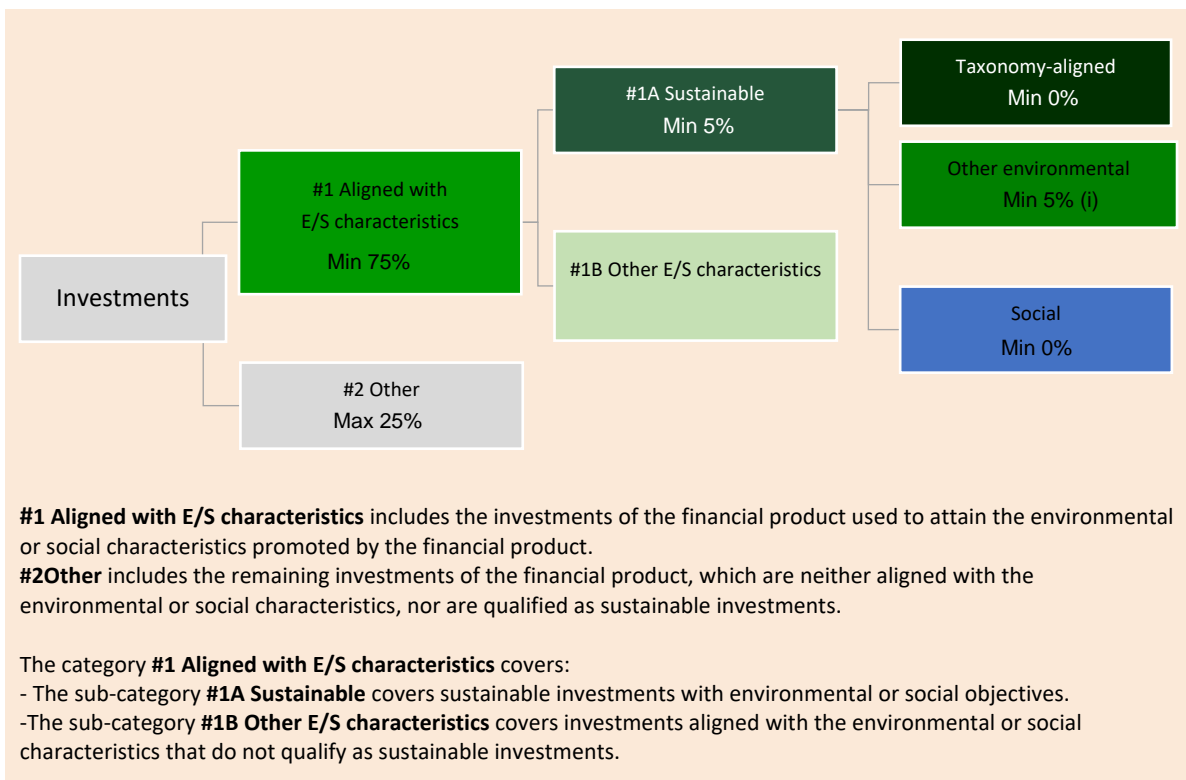 Investments
#1 Aligned with
E/S characteristics
Min 75%
#2 Other
Max 25%
#1A Sustainable
Min 5%
#1B Other E/S characteristics
Taxonomy-aligned
Min 0%
Other environmental
Min 5% (i)
Social
Min 0%
#1 Aligned with E/S characteristics includes the investments of the financial product used to attain the environmental
or social characteristics promoted by the financial product.
#2Other includes the remaining investments of the financial product, which are neither aligned with the
environmental or social characteristics, nor are qualified as sustainable investments.
The category #1 Aligned with E/S characteristics covers:
- The sub-category #1A Sustainable covers sustainable investments with environmental or social objectives.
-The sub-category #1B Other E/S characteristics covers investments aligned with the environmental or social
characteristics that do not qualify as sustainable investments.